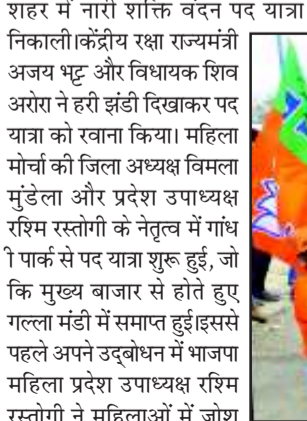 शहर में नारी शक्ति वंदन पद यात्रा
निकाली।केंद्रीय रक्षा राज्यमंत्री
अजय भट्ट और विधायक शिव
अरोरा ने हरी झंडी दिखाकर पद
यात्रा को रवाना किया। महिला
मोर्चा की जिला अध्यक्ष विमला
मुंडेला और प्रदेश उपाध्यक्ष
रश्मि रस्तोगी के नेतृत्व में गांध
ी पार्क से पद यात्रा शुरू हुई, जो
कि मुख्य बाजार से होते हुए
गल्ला मंडी में समाप्त हुई।इससे
पहले अपने उद्‌बोधन में भाजपा
महिला प्रदेश उपाध्यक्ष रश्मि
रस्तोगी ने महिलाओं में जोश